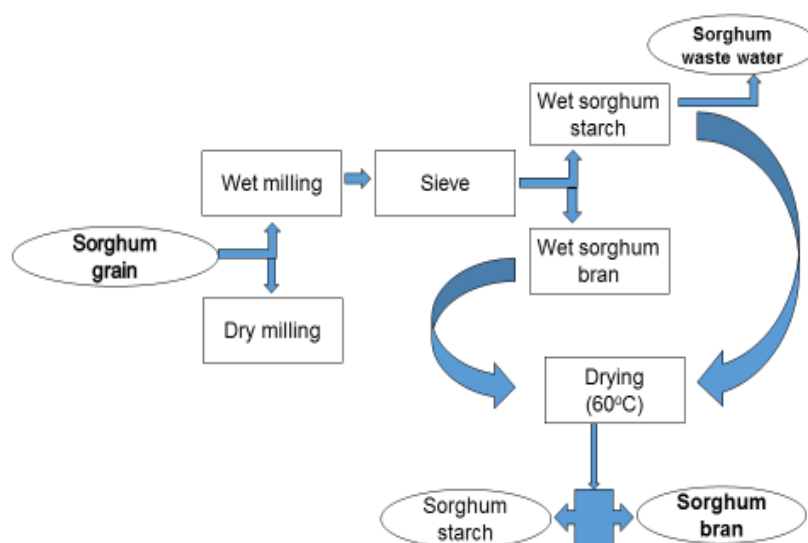 Sorghum
waste water
Wet sorghum
starch
Wet milling
Sieve
Sorghum
grain
Wet sorghum
bran
Dry milling
Drying
(60ºC)
Sorghum
starch
Sorghum
bran